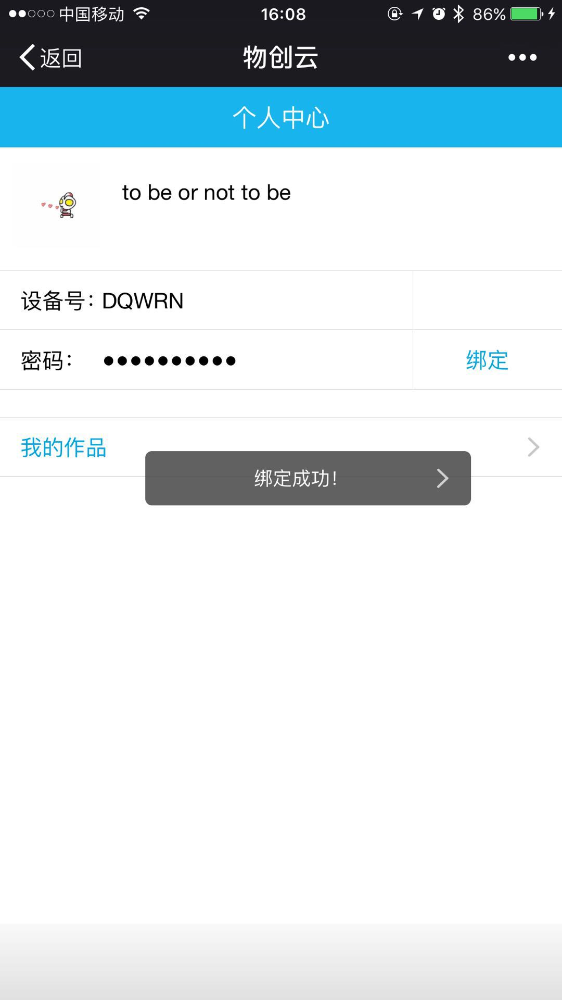 中国移动 16:08 86%
返回 物创云
个人中心
to be or not to be
设备号：DQWRN
密码： ●●●●●●●●●● 绑定
我的作品
绑定成功！